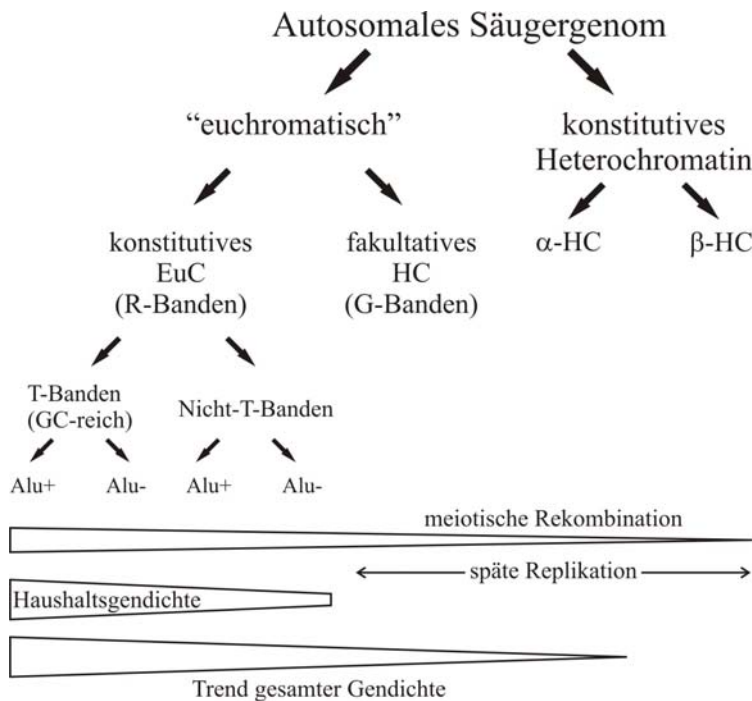 Autosomales Säugergenom
“euchromatisch”
konstitutives
Heterochromatin
konstitutives
EuC
(R-Banden)
fakultatives
HC
(G-Banden)
α-HC
β-HC
T-Banden
(GC-reich)
Nicht-T-Banden
Alu+
Alu-
Alu+
Alu-
meiotische Rekombination
späte Replikation
Haushaltsgendichte
Trend gesamter Gendichte